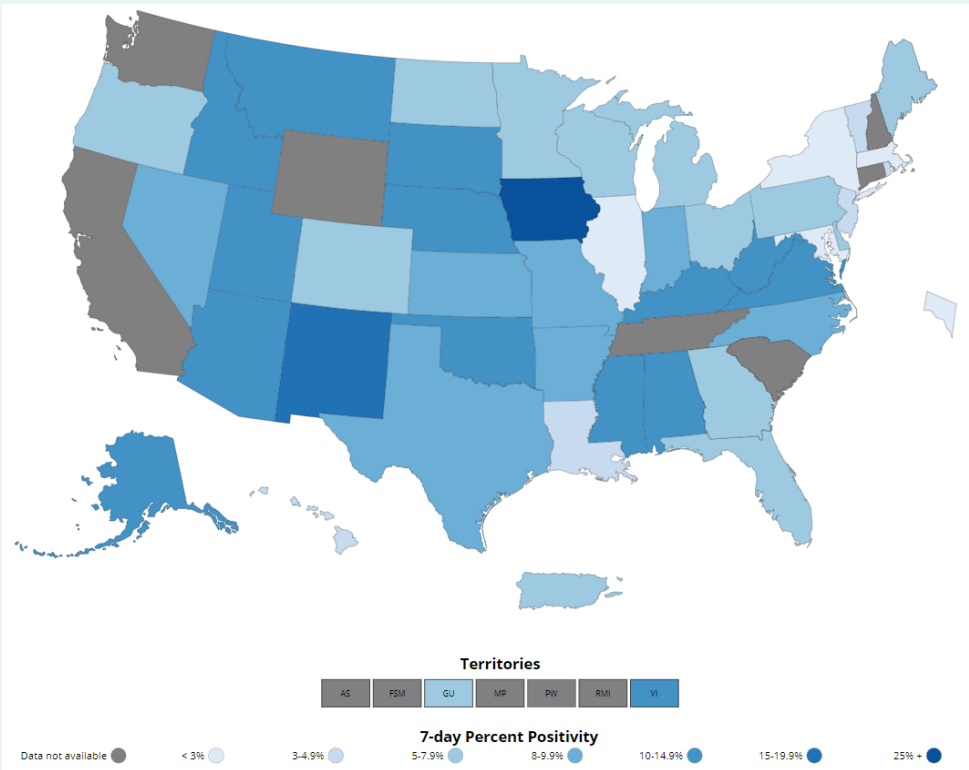 Territories
AS FSM GU MP PW RMI VI
7-day Percent Positivity
Data not available < 3% 3-4.9% 5-7.9% 8-9.9% 10-14.9% 15-19.9% 25% +